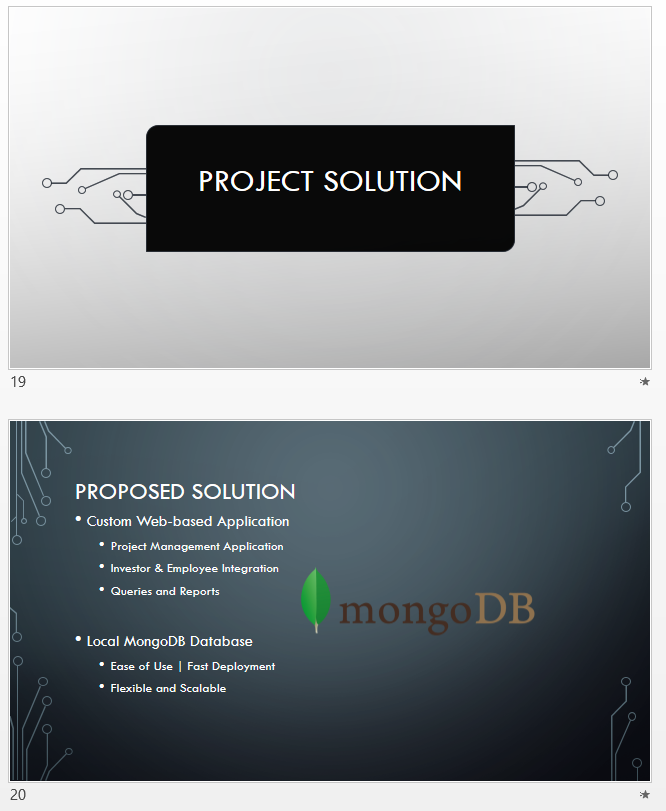 PROJECT SOLUTION
19
PROPOSED SOLUTION
• Custom Web-based Application
• Project Management Application
• Investor & Employee Integration
• Queries and Reports
mongoDB
• Local MongoDB Database
• Ease of Use | Fast Deployment
• Flexible and Scalable
20